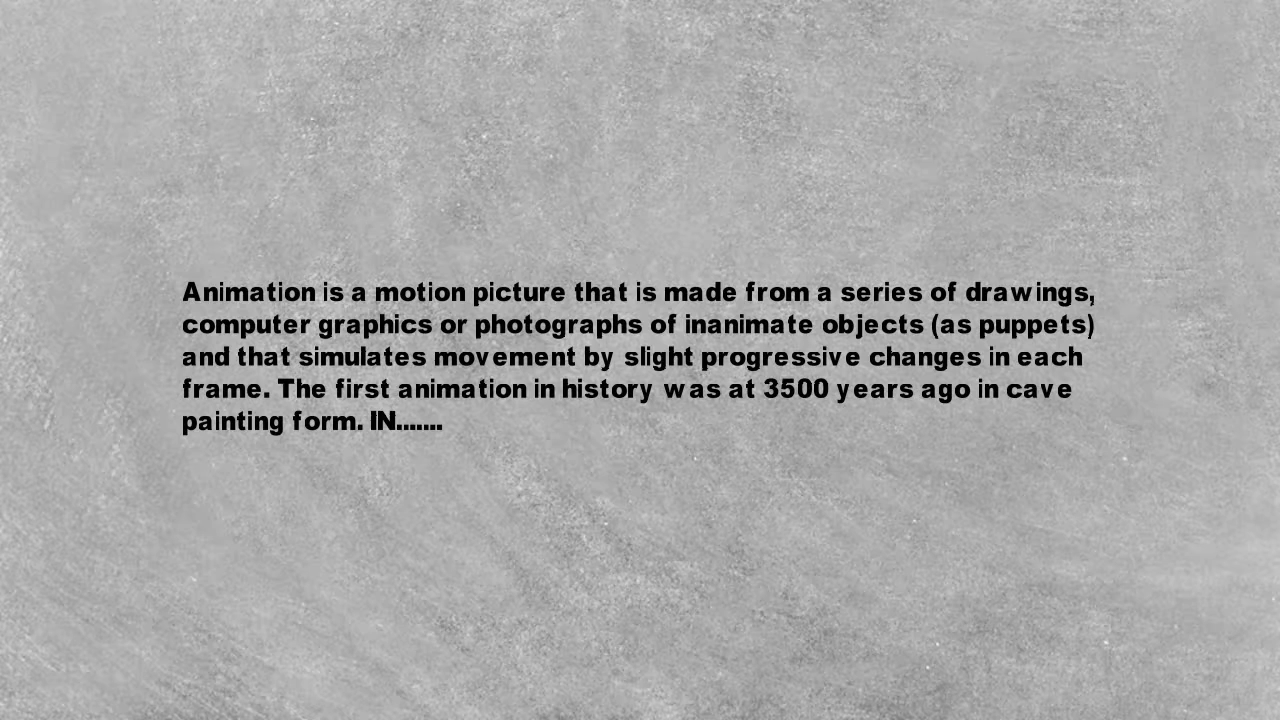 Animation is a motion picture that is made from a series of drawings,
computer graphics or photographs of inanimate objects (as puppets)
and that simulates movement by slight progressive changes in each
frame. The first animation in history was at 3500 years ago in cave
painting form. IN.......